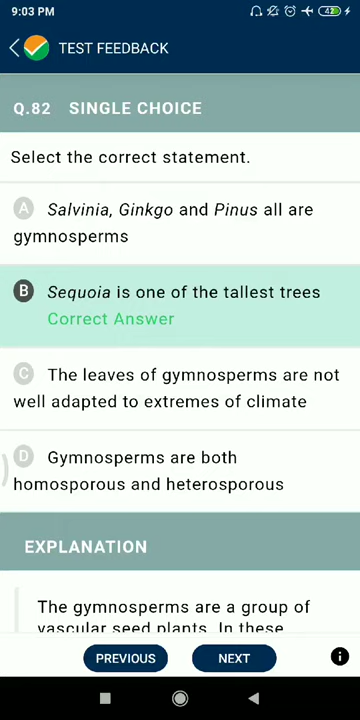 9:03 PM 42
TEST FEEDBACK
Q.82 SINGLE CHOICE
Select the correct statement.
A Salvinia, Ginkgo and Pinus all are
gymnosperms
B Sequoia is one of the tallest trees
Correct Answer
C The leaves of gymnosperms are not
well adapted to extremes of climate
D Gymnosperms are both
homosporous and heterosporous
EXPLANATION
The gymnosperms are a group of
vascular seed plants. In these
PREVIOUS NEXT